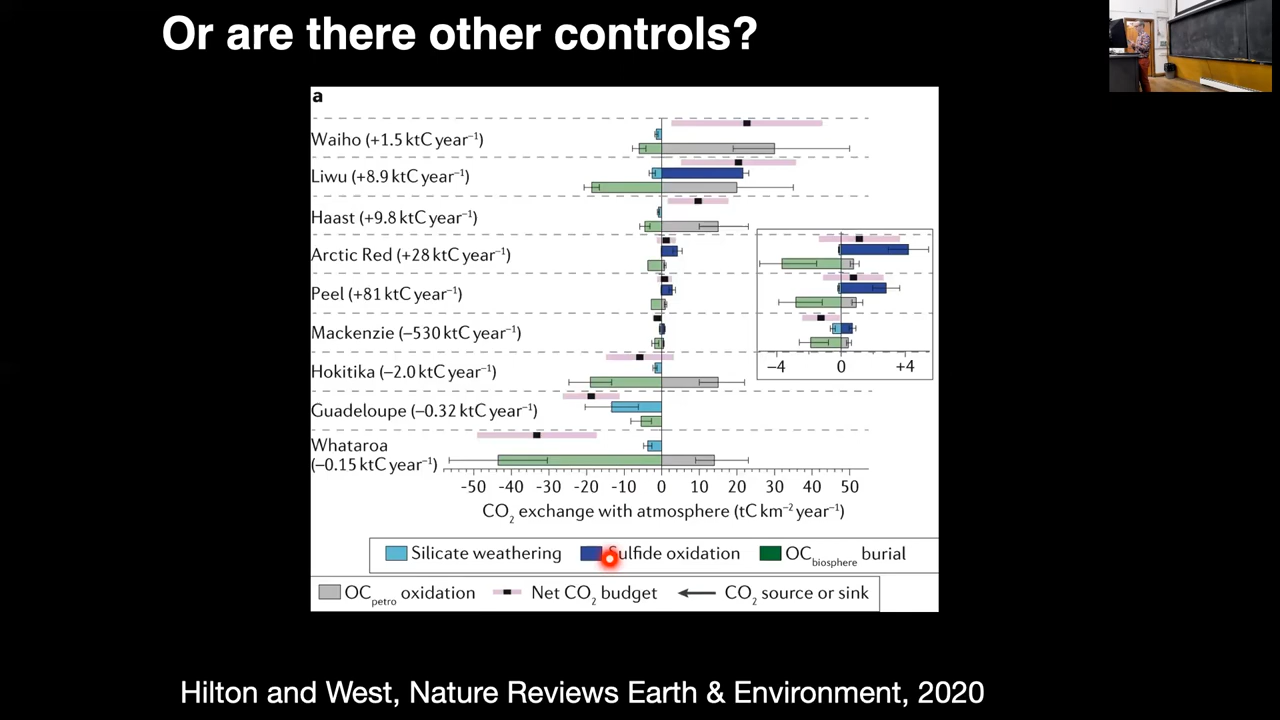 Or are there other controls?
a
Waiho (+1.5 ktC year⁻¹)
Liwu (+8.9 ktC year⁻¹)
Haast (+9.8 ktC year⁻¹)
Arctic Red (+28 ktC year⁻¹)
Peel (+81 ktC year⁻¹)
Mackenzie (–530 ktC year⁻¹)
−4 0 +4
Hokitika (–2.0 ktC year⁻¹)
Guadeloupe (–0.32 ktC year⁻¹)
Whataroa
(–0.15 ktC year⁻¹)
-50 -40 -30 -20 -10 0 10 20 30 40 50
CO₂ exchange with atmosphere (tC km⁻² year⁻¹)
Silicate weathering Sulfide oxidation OC biosphere burial
OC petro oxidation Net CO₂ budget CO₂ source or sink
Hilton and West, Nature Reviews Earth & Environment, 2020